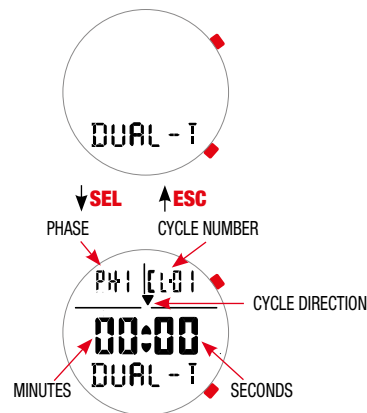 DUAL-T
SEL ESC
PHASE CYCLE NUMBER
PH1 CL01
CYCLE DIRECTION
00:00
DUAL-T
MINUTES SECONDS